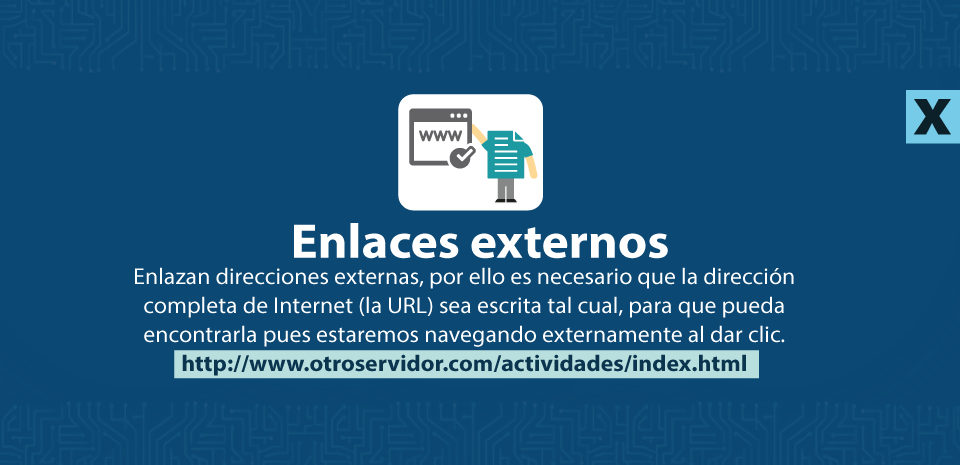 WWW
X
Enlaces externos
Enlazan direcciones externas, por ello es necesario que la dirección
completa de Internet (la URL) sea escrita tal cual, para que pueda
encontrarla pues estaremos navegando externamente al dar clic.
http://www.otroservidor.com/actividades/index.html